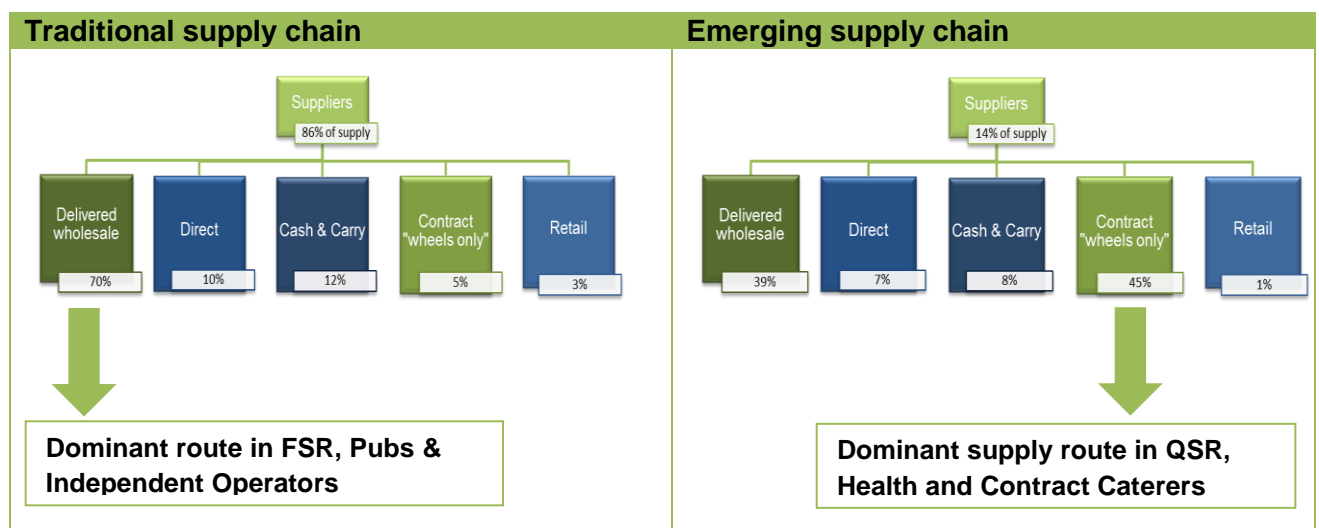 Traditional supply chain
Suppliers
86% of supply
Delivered
wholesale
70%
Direct
10%
Cash & Carry
12%
Contract
"wheels only"
5%
Retail
3%
Dominant route in FSR, Pubs &
Independent Operators
Emerging supply chain
Suppliers
14% of supply
Delivered
wholesale
39%
Direct
7%
Cash & Carry
8%
Contract
"wheels only"
45%
Retail
1%
Dominant supply route in QSR,
Health and Contract Caterers